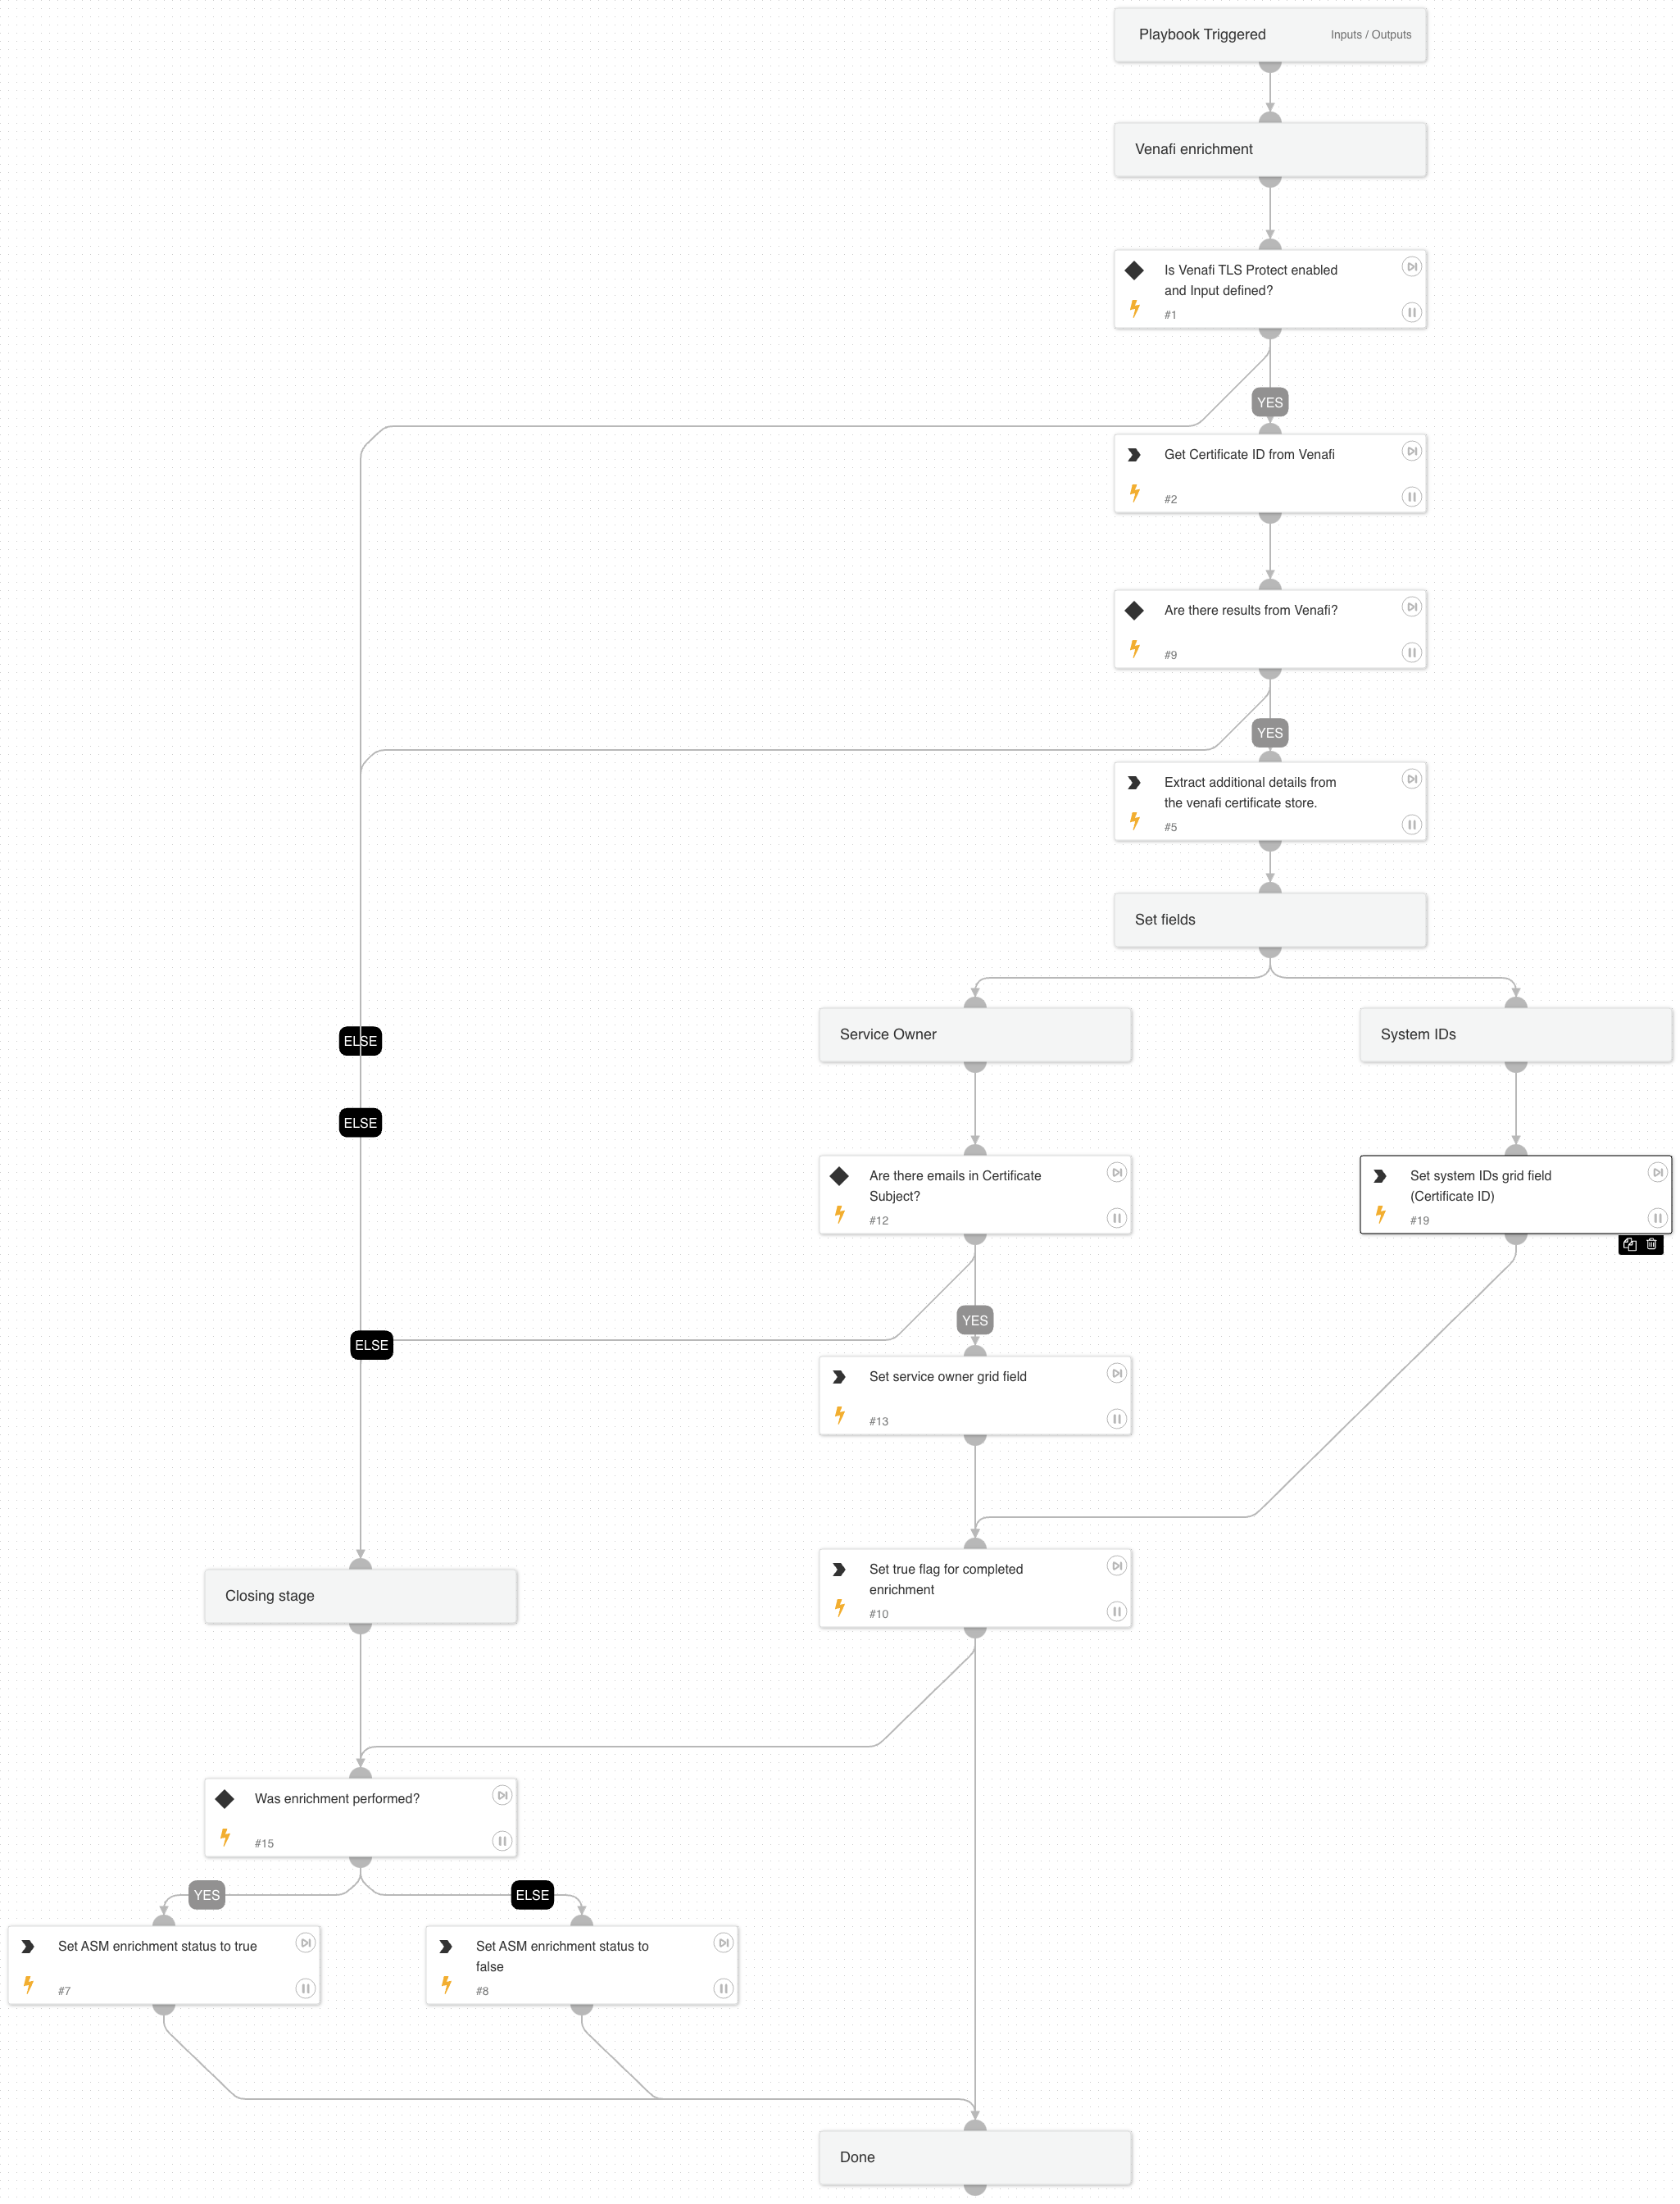 Playbook Triggered Inputs / Outputs
Venafi enrichment
Is Venafi TLS Protect enabled
and Input defined?
#1
YES
Get Certificate ID from Venafi
#2
Are there results from Venafi?
#9
YES
Extract additional details from
the venafi certificate store.
#5
Set fields
Service Owner
System IDs
ELSE
ELSE
Are there emails in Certificate
Subject?
#12
Set system IDs grid field
(Certificate ID)
#19
YES
ELSE
Set service owner grid field
#13
Set true flag for completed
enrichment
#10
Closing stage
Was enrichment performed?
#15
YES
ELSE
Set ASM enrichment status to true
#7
Set ASM enrichment status to
false
#8
Done